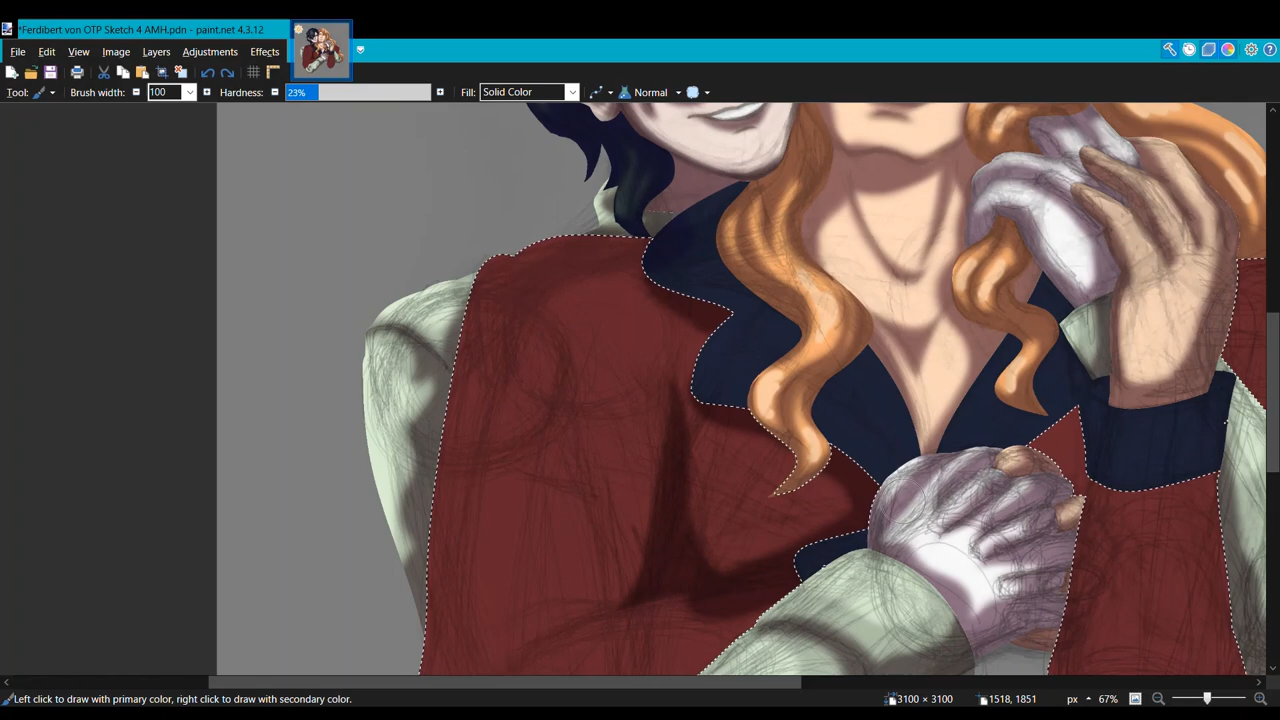 *Ferdibert von OTP Sketch 4 AMH.pdn - paint.net 4.3.12
File Edit View Image Layers Adjustments Effects
Tool: Brush width: 100 Hardness: 23% Fill: Solid Color Normal
Left click to draw with primary color, right click to draw with secondary color. 3100 × 3100 1518, 1851 px 67%